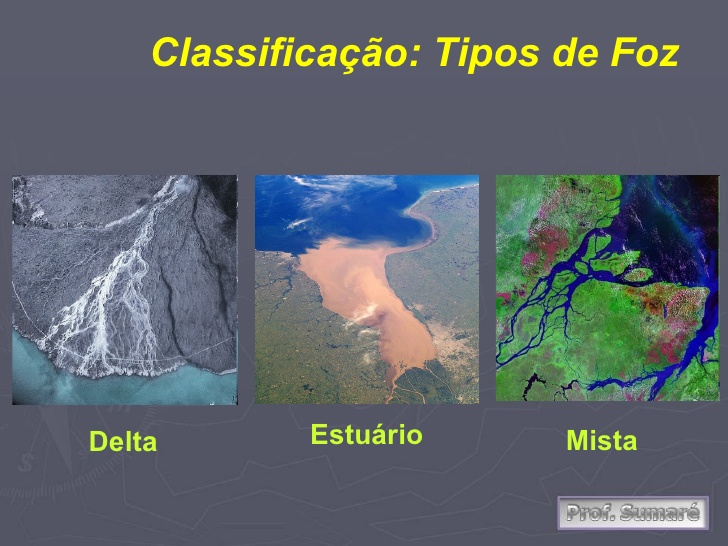 Classificação: Tipos de Foz
Delta
Estuário
Mista
Prof. Sumaré